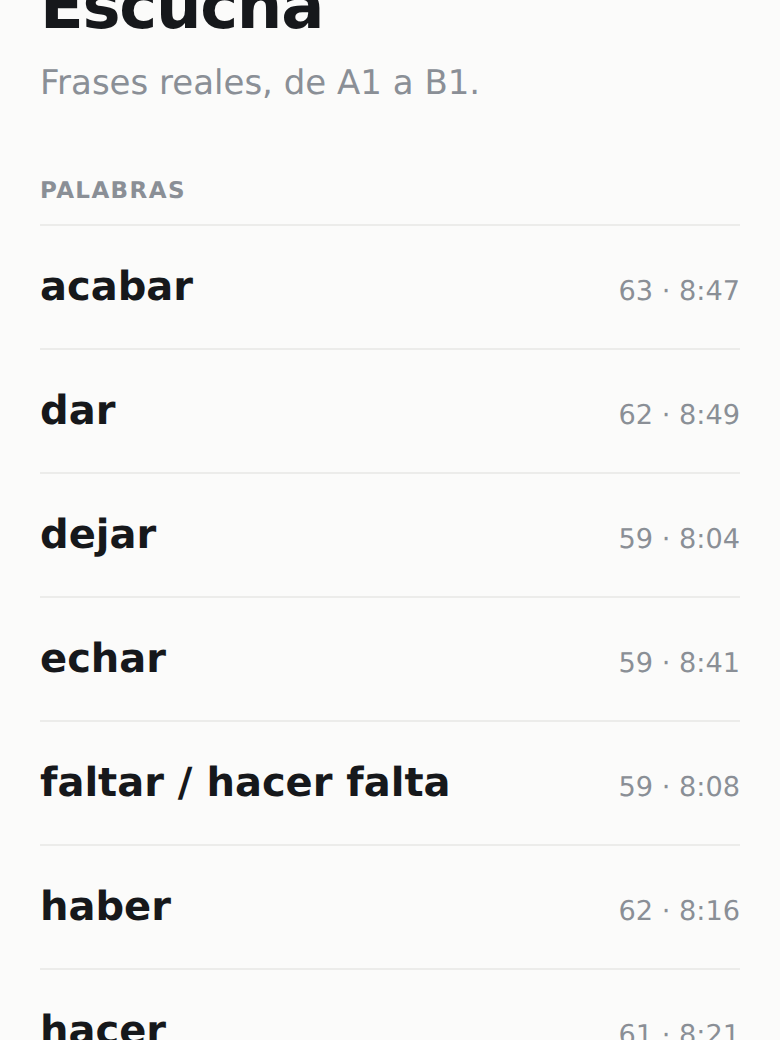 Escucha
Frases reales, de A1 a B1.
PALABRAS
acabar 63 · 8:47
dar 62 · 8:49
dejar 59 · 8:04
echar 59 · 8:41
faltar / hacer falta 59 · 8:08
haber 62 · 8:16
hacer 61 · 8:21